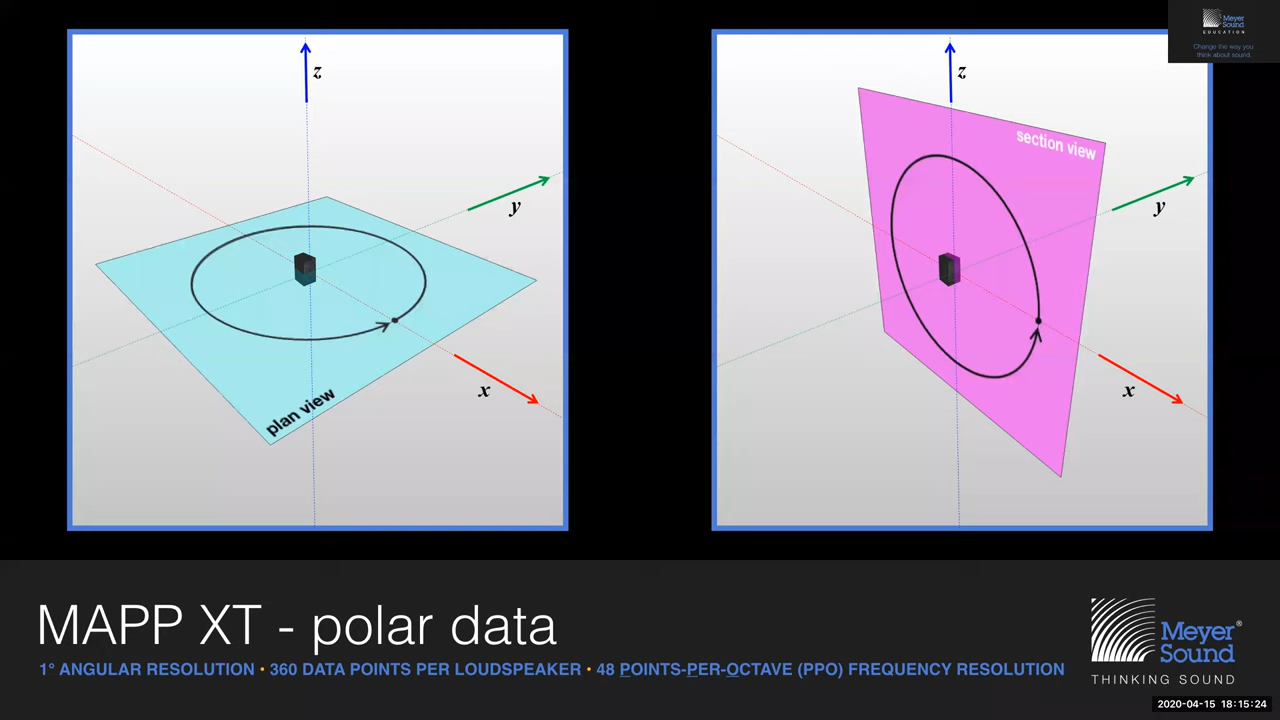 z
y
x
plan view
z
section view
y
x
Meyer
Sound
EDUCATION
Change the way you
think about sound.
MAPP XT - polar data
1° ANGULAR RESOLUTION • 360 DATA POINTS PER LOUDSPEAKER • 48 POINTS-PER-OCTAVE (PPO) FREQUENCY RESOLUTION
Meyer®
Sound
THINKING SOUND
2020-04-15 18:15:24